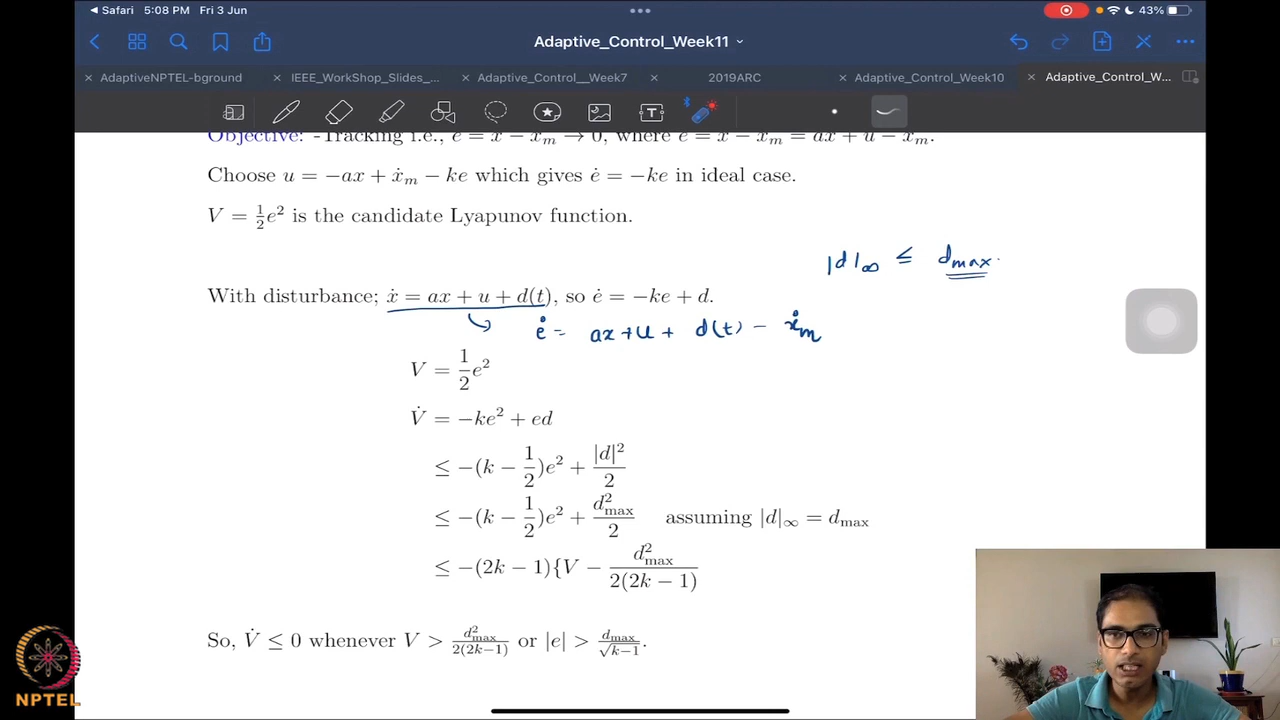 Safari 5:08 PM Fri 3 Jun 43%
Adaptive_Control_Week11
AdaptiveNPTEL-bground IEEE_WorkShop_Slides_... Adaptive_Control__Week7 2019ARC Adaptive_Control_Week10 Adaptive_Control_W...
Objective: -Tracking i.e., e = x − x_m → 0, where ė = ẋ − ẋ_m = ax + u − ẋ_m.
Choose u = −ax + ẋ_m − ke which gives ė = −ke in ideal case.
V = ½e² is the candidate Lyapunov function.
|d|_∞ ≤ d_max.
With disturbance; ẋ = ax + u + d(t), so ė = −ke + d.
ė = ax + u + d(t) − ẋ_m
V = 1/2 e²
V̇ = −ke² + ed
≤ −(k − 1/2)e² + |d|²/2
≤ −(k − 1/2)e² + d²_max/2 assuming |d|_∞ = d_max
≤ −(2k − 1){V − d²_max/2(2k − 1)
So, V̇ ≤ 0 whenever V > d²_max/2(2k−1) or |e| > d_max/√k−1.
NPTEL